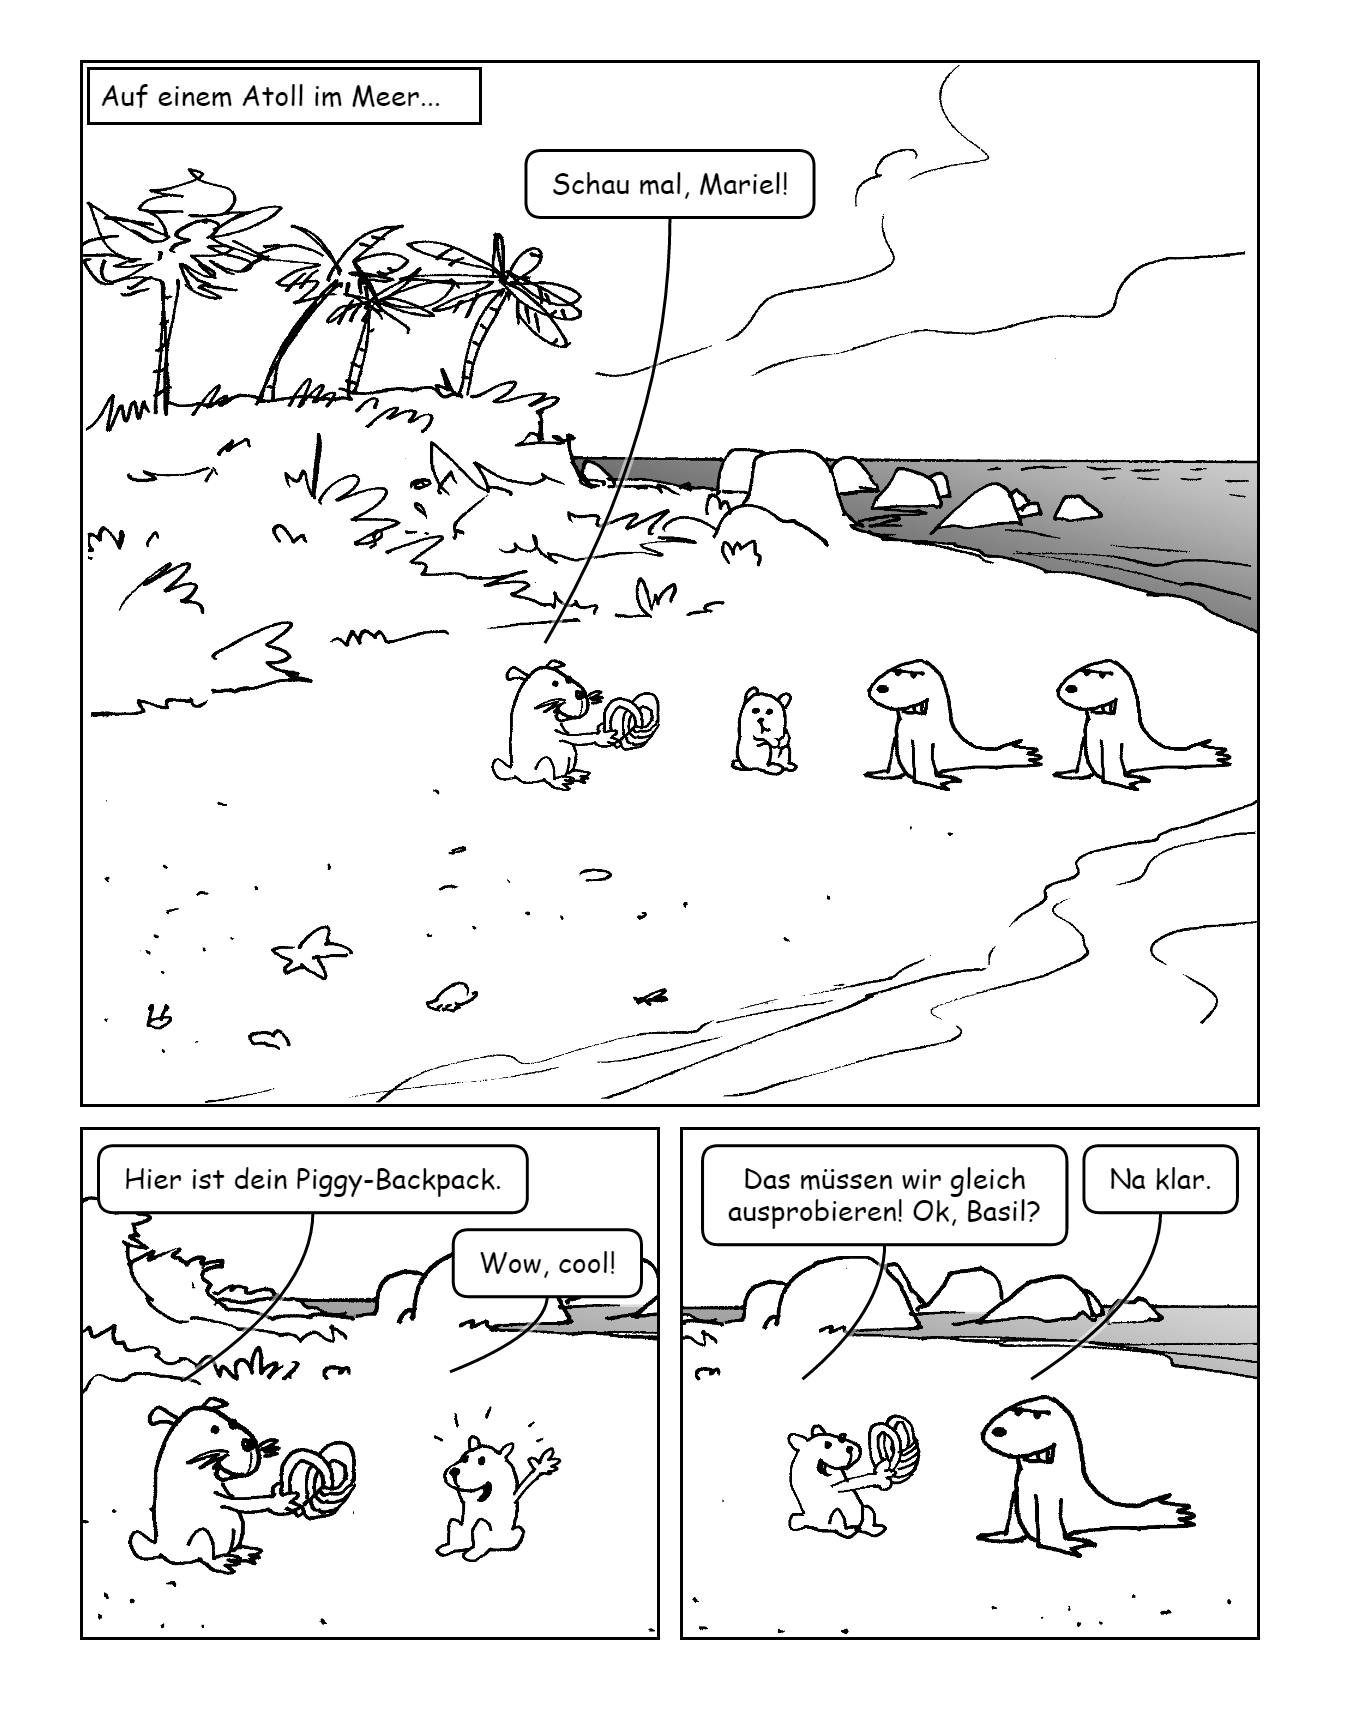 Auf einem Atoll im Meer...
Schau mal, Mariel!
Hier ist dein Piggy-Backpack.
Wow, cool!
Das müssen wir gleich
ausprobieren! Ok, Basil?
Na klar.